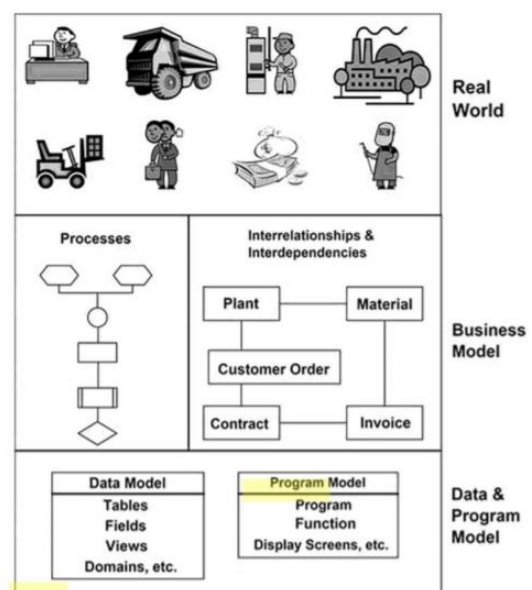 Real
World
Processes
Interrelationships &
Interdependencies
Plant
Material
Customer Order
Contract
Invoice
Business
Model
Data Model
Tables
Fields
Views
Domains, etc.
Program Model
Program
Function
Display Screens, etc.
Data &
Program
Model